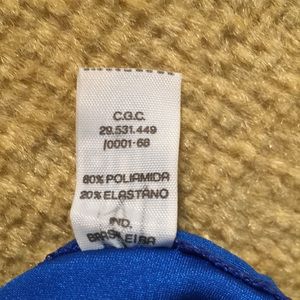 C.G.C.
29.531.449
/0001-68
80% POLIAMIDA
20% ELASTANO
IND.
BRASILEIRA